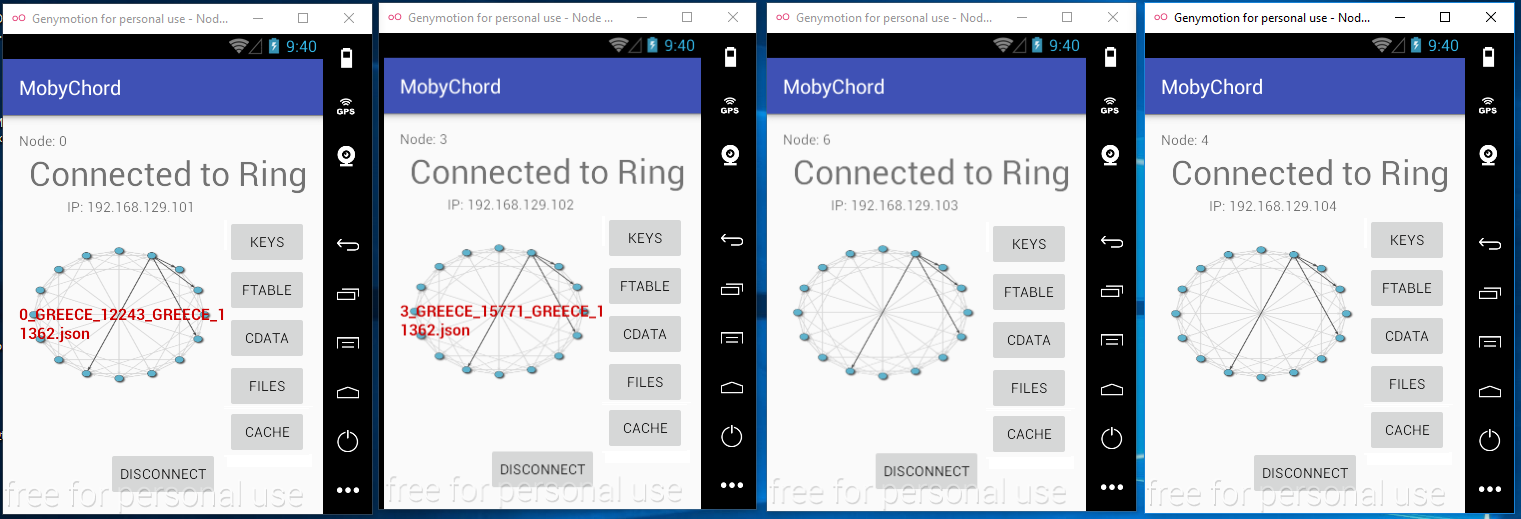 Genymotion for personal use - Nod...
9:40
GPS
MobyChord
Node: 0
Connected to Ring
IP: 192.168.129.101
KEYS
FTABLE
0_GREECE_12243_GREECE_1
1362.json
CDATA
FILES
CACHE
DISCONNECT
free for personal use
Genymotion for personal use - Node ...
9:40
GPS
MobyChord
Node: 3
Connected to Ring
IP: 192.168.129.102
KEYS
FTABLE
3_GREECE_15771_GREECE_1
1362.json
CDATA
FILES
CACHE
DISCONNECT
free for personal use
Genymotion for personal use - Nod...
9:40
GPS
MobyChord
Node: 6
Connected to Ring
IP: 192.168.129.103
KEYS
FTABLE
CDATA
FILES
CACHE
DISCONNECT
free for personal use
Genymotion for personal use - Nod...
9:40
GPS
MobyChord
Node: 4
Connected to Ring
IP: 192.168.129.104
KEYS
FTABLE
CDATA
FILES
CACHE
DISCONNECT
free for personal use